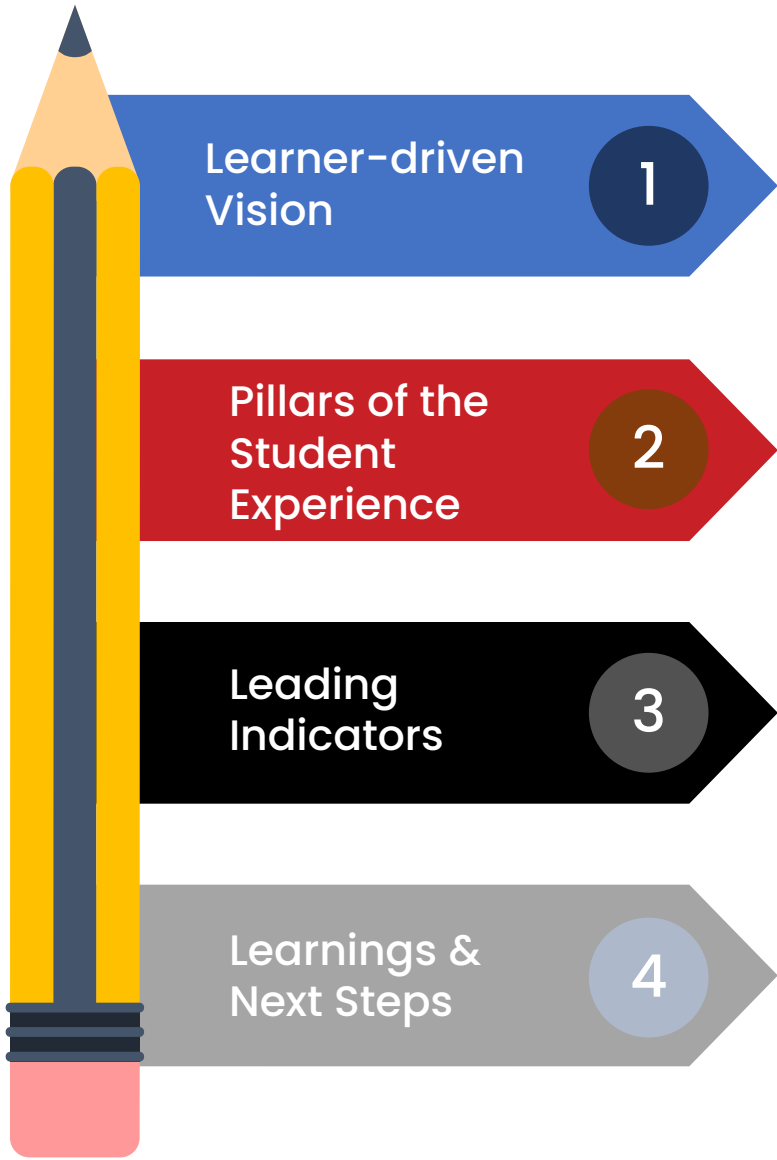 Learner-driven
Vision
1
Pillars of the
Student
Experience
2
Leading
Indicators
3
Learnings &
Next Steps
4